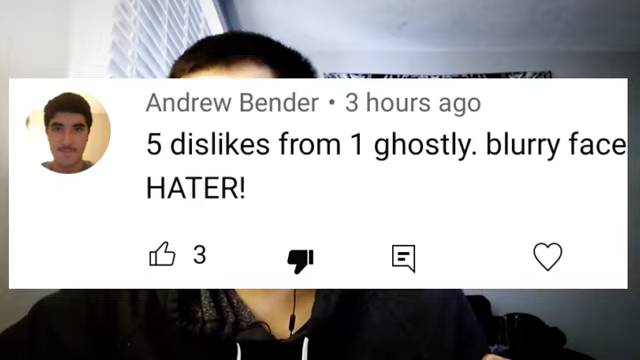 Andrew Bender • 3 hours ago
5 dislikes from 1 ghostly. blurry face
HATER!
3